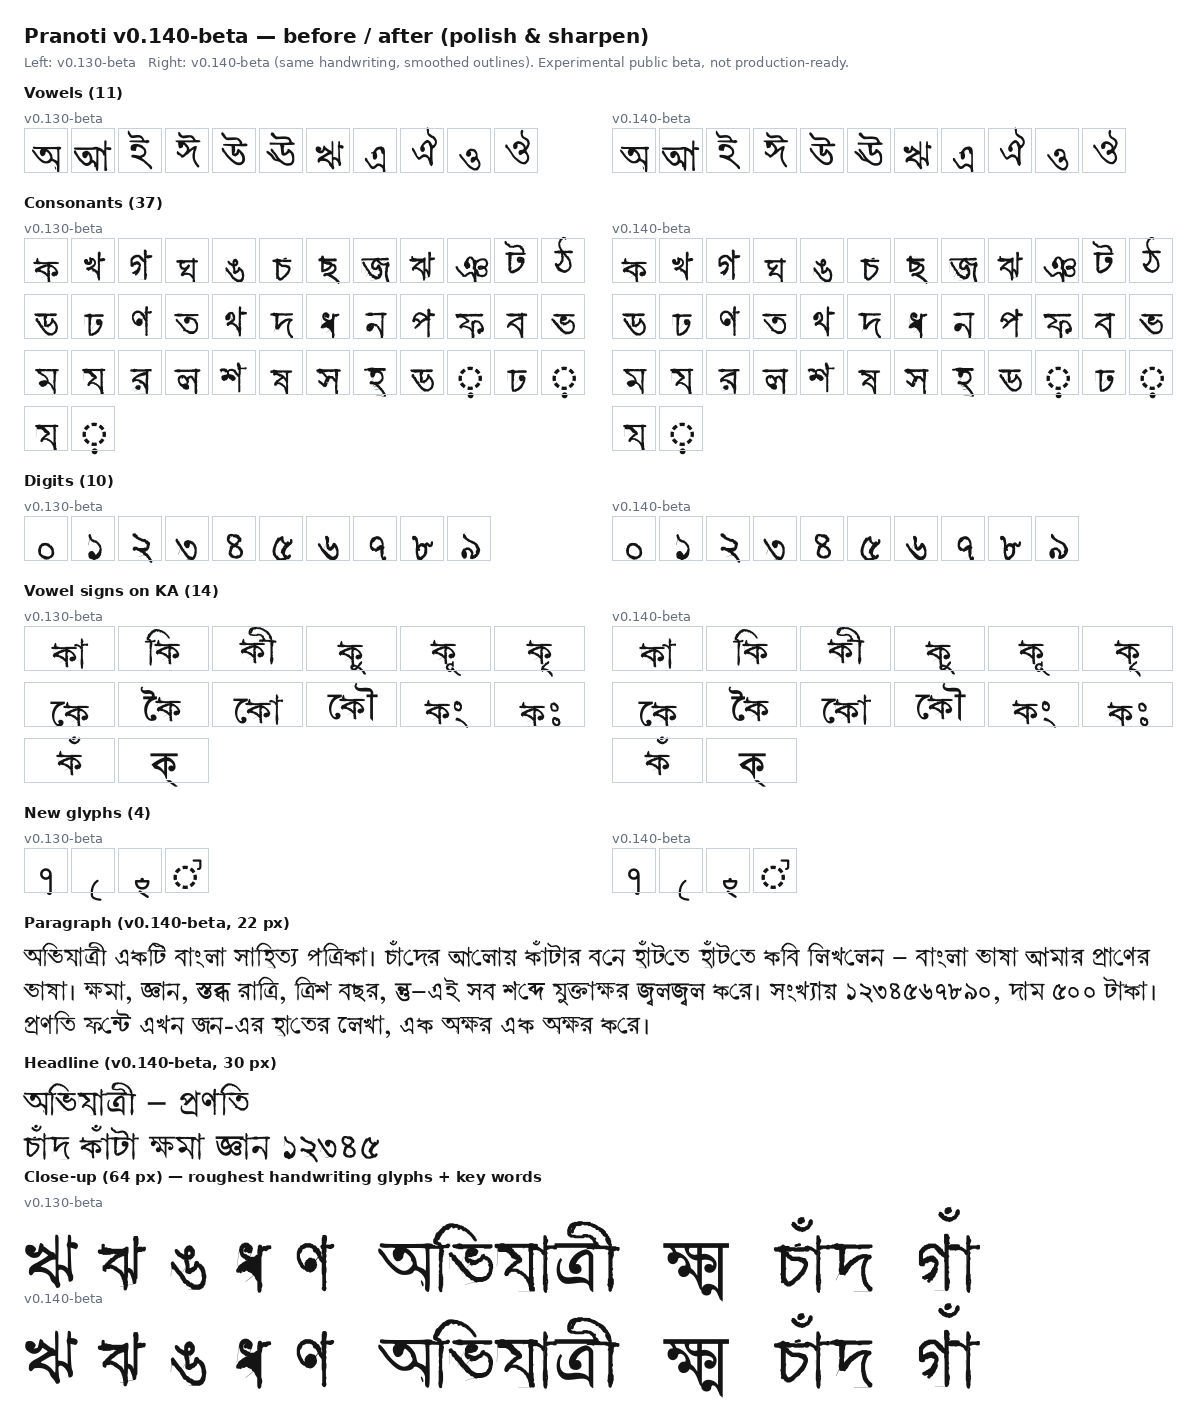 Pranoti v0.140-beta — before / after (polish & sharpen)
Left: v0.130-beta Right: v0.140-beta (same handwriting, smoothed outlines). Experimental public beta, not production-ready.
Vowels (11)
v0.130-beta v0.140-beta
অ আ ই ঈ উ ঊ ঋ এ ঐ ও ঔ অ আ ই ঈ উ ঊ ঋ এ ঐ ও ঔ
Consonants (37)
v0.130-beta v0.140-beta
ক খ গ ঘ ঙ চ ছ জ ঝ ঞ ট ঠ ক খ গ ঘ ঙ চ ছ জ ঝ ঞ ট ঠ
ড ঢ ণ ত থ দ ধ ন প ফ ব ভ ড ঢ ণ ত থ দ ধ ন প ফ ব ভ
ম য র ল শ ষ স হ ড ় ঢ ় ম য র ল শ ষ স হ ড ় ঢ ়
য ় য ়
Digits (10)
v0.130-beta v0.140-beta
০ ১ ২ ৩ ৪ ৫ ৬ ৭ ৮ ৯ ০ ১ ২ ৩ ৪ ৫ ৬ ৭ ৮ ৯
Vowel signs on KA (14)
v0.130-beta v0.140-beta
কা কি কী কু কূ কৃ কা কি কী কু কূ কৃ
কে কৈ কো কৌ কং কঃ কে কৈ কো কৌ কং কঃ
কঁ ক্ কঁ ক্
New glyphs (4)
v0.130-beta v0.140-beta
Paragraph (v0.140-beta, 22 px)
অভিযাত্রী একটি বাংলা সাহিত্য পত্রিকা। চাঁদের আলোয় কাঁটার বনে হাঁটতে হাঁটতে কবি লিখলেন – বাংলা ভাষা আমার প্রাণের
ভাষা। ক্ষমা, জ্ঞান, স্তব্ধ রাত্রি, ত্রিশ বছর, ন্তু–এই সব শব্দে যুক্তাক্ষর জ্বলজ্বল করে। সংখ্যায় ১২৩৪৫৬৭৮৯০, দাম ৫০০ টাকা।
প্রণতি ফন্টে এখন জন-এর হাতের লেখা, এক অক্ষর এক অক্ষর করে।
Headline (v0.140-beta, 30 px)
অভিযাত্রী – প্রণতি
চাঁদ কাঁটা ক্ষমা জ্ঞান ১২৩৪৫
Close-up (64 px) — roughest handwriting glyphs + key words
v0.130-beta
ঋ ঝ ঙ ধ ণ অভিযাত্রী ক্ষ্ম চাঁদ গাঁ
v0.140-beta
ঋ ঝ ঙ ধ ণ অভিযাত্রী ক্ষ্ম চাঁদ গাঁ